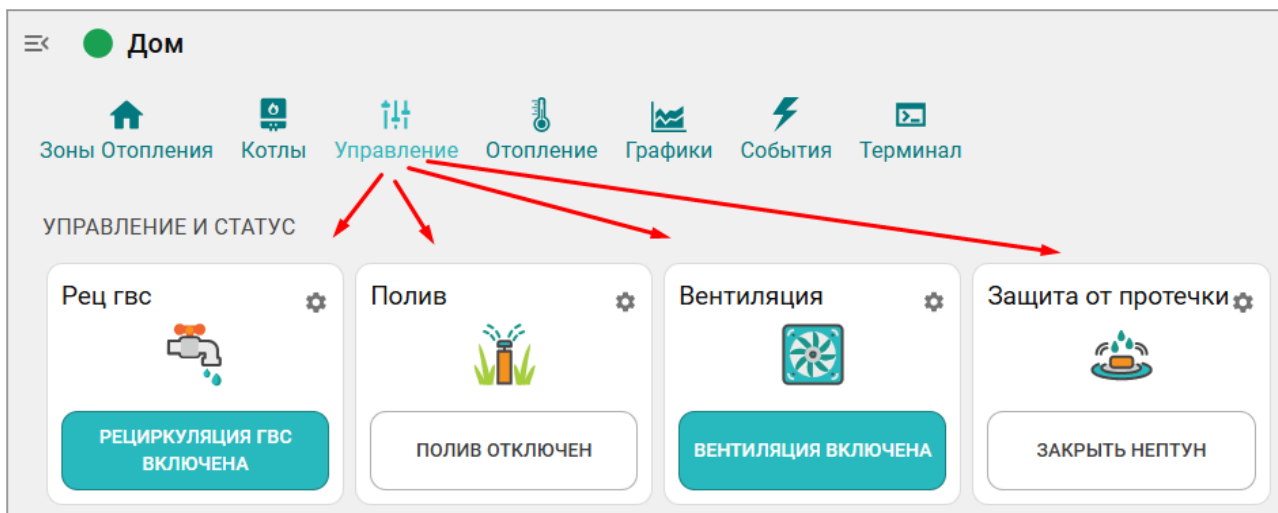 Дом
Зоны Отопления Котлы Управление Отопление Графики События Терминал
УПРАВЛЕНИЕ И СТАТУС
Рец гвс Полив Вентиляция Защита от протечки
РЕЦИРКУЛЯЦИЯ ГВС
ВКЛЮЧЕНА
ПОЛИВ ОТКЛЮЧЕН
ВЕНТИЛЯЦИЯ ВКЛЮЧЕНА
ЗАКРЫТЬ НЕПТУН